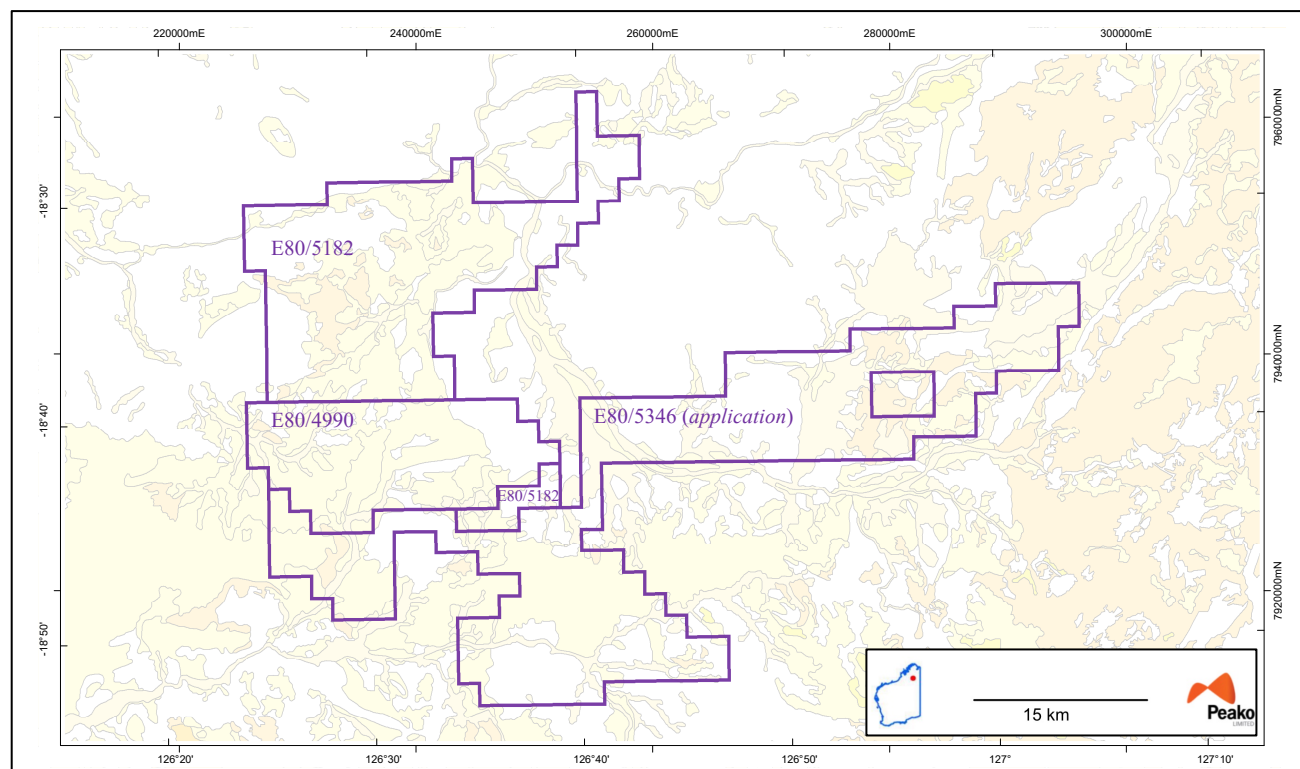 220000mE 240000mE 260000mE 280000mE 300000mE
7960000mN
-18°30'
E80/5182
7940000mN
E80/4990
E80/5346 (application)
-18°40'
E80/5182
7920000mN
-18°50'
15 km
Peako
LIMITED
126°20' 126°30' 126°40' 126°50' 127° 127°10'